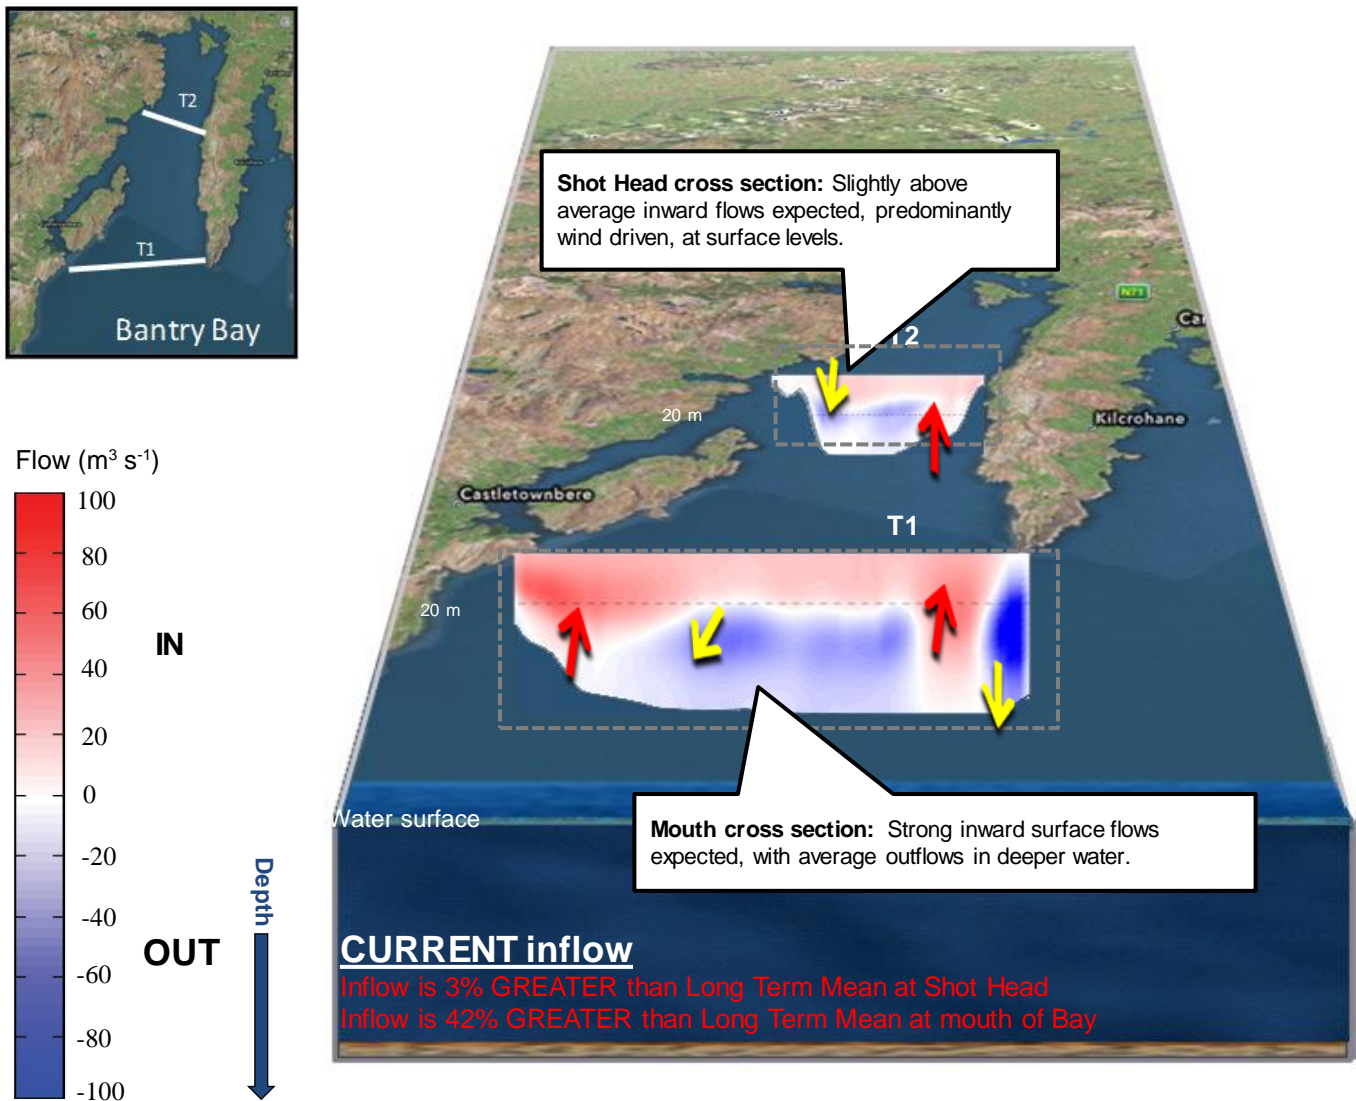 T2
T1
Bantry Bay
Shot Head cross section: Slightly above
average inward flows expected, predominantly
wind driven, at surface levels.
N71
T2
20 m
Kilcrohane
Castletownbere
T1
20 m
Flow (m³ s⁻¹)
100
80
60
40
20
0
-20
-40
-60
-80
-100
IN
OUT
Depth
Water surface
Mouth cross section: Strong inward surface flows
expected, with average outflows in deeper water.
CURRENT inflow
Inflow is 3% GREATER than Long Term Mean at Shot Head
Inflow is 42% GREATER than Long Term Mean at mouth of Bay